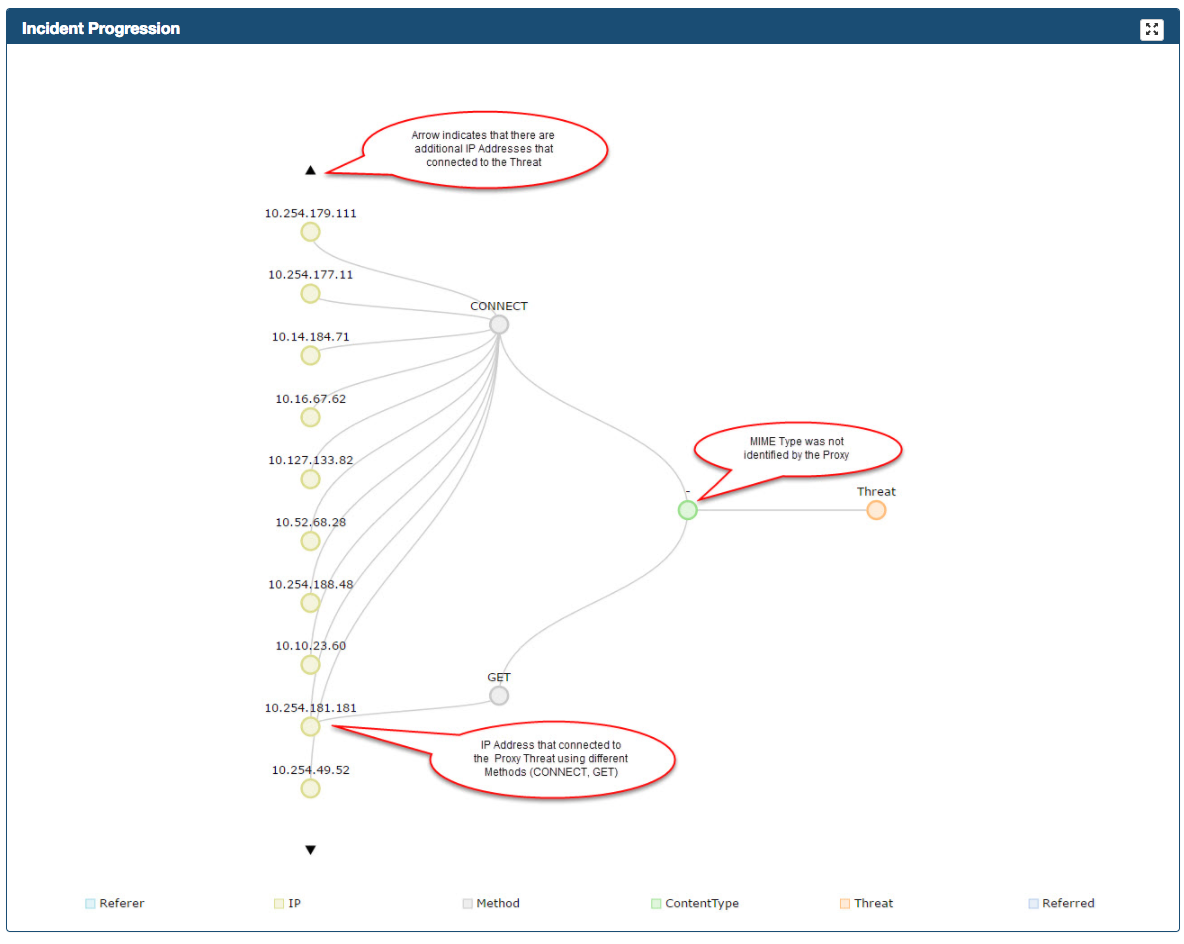 Incident Progression
Arrow indicates that there are
additional IP Addresses that
connected to the Threat
10.254.179.111
10.254.177.11
CONNECT
10.14.184.71
10.16.67.62
MIME Type was not
identified by the Proxy
10.127.133.82
-
Threat
10.52.68.28
10.254.188.48
10.10.23.60
GET
10.254.181.181
IP Address that connected to
the Proxy Threat using different
Methods (CONNECT, GET)
10.254.49.52
Referer
IP
Method
ContentType
Threat
Referred